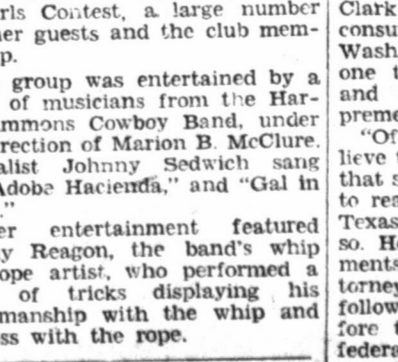 rls Contest, a large number
er guests and the club mem-
p.
group was entertained by a
of musicians from the Har-
mmons Cowboy Band, under
rection of Marion B. McClure.
alist Johnny Sedwich sang
Adobe Hacienda," and "Gal in
."
er entertainment featured
y Reagon, the band's whip
ope artist, who performed a
of tricks displaying his
manship with the whip and
ss with the rope.
Clark
consu
Wash
one t
and
preme
"Of
lieve t
that s
to rea
Texas
so. He
ments
torney
follow
fore t
federa